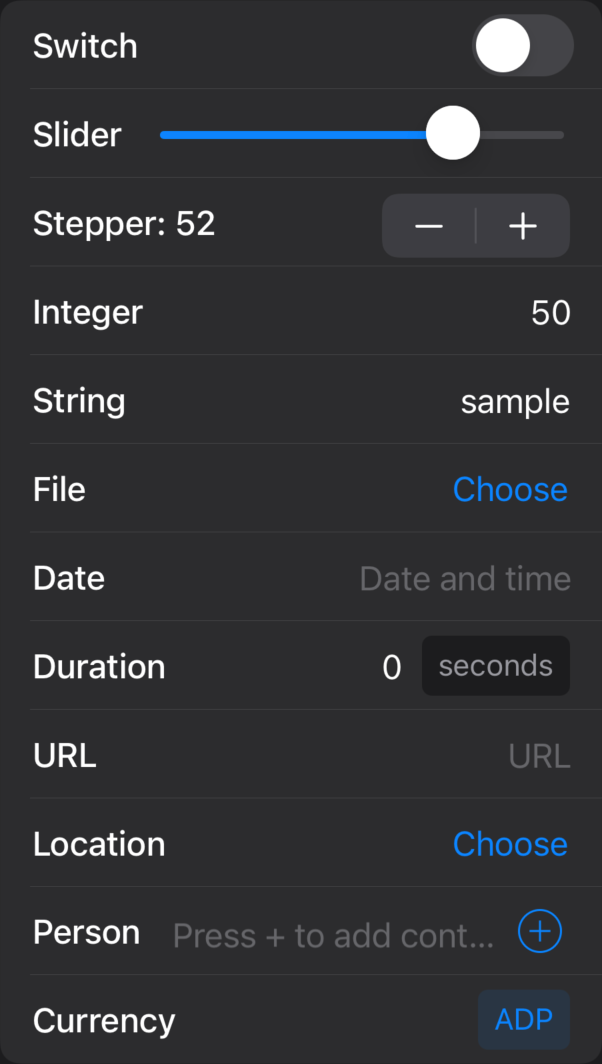 Switch
Slider
Stepper: 52
Integer 50
String sample
File Choose
Date Date and time
Duration 0 seconds
URL URL
Location Choose
Person Press + to add cont...
Currency ADP